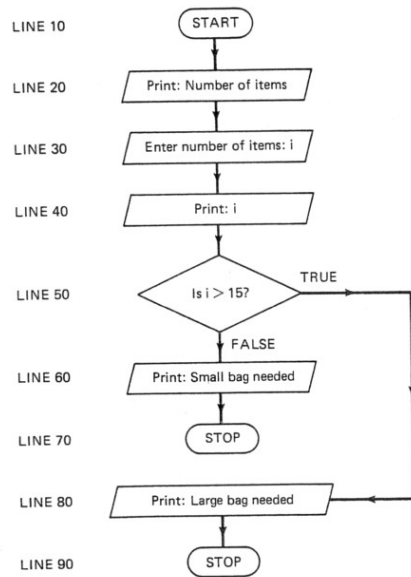 LINE 10 START
LINE 20 Print: Number of items
LINE 30 Enter number of items: i
LINE 40 Print: i
TRUE
LINE 50 Is i > 15?
FALSE
LINE 60 Print: Small bag needed
LINE 70 STOP
LINE 80 Print: Large bag needed
LINE 90 STOP